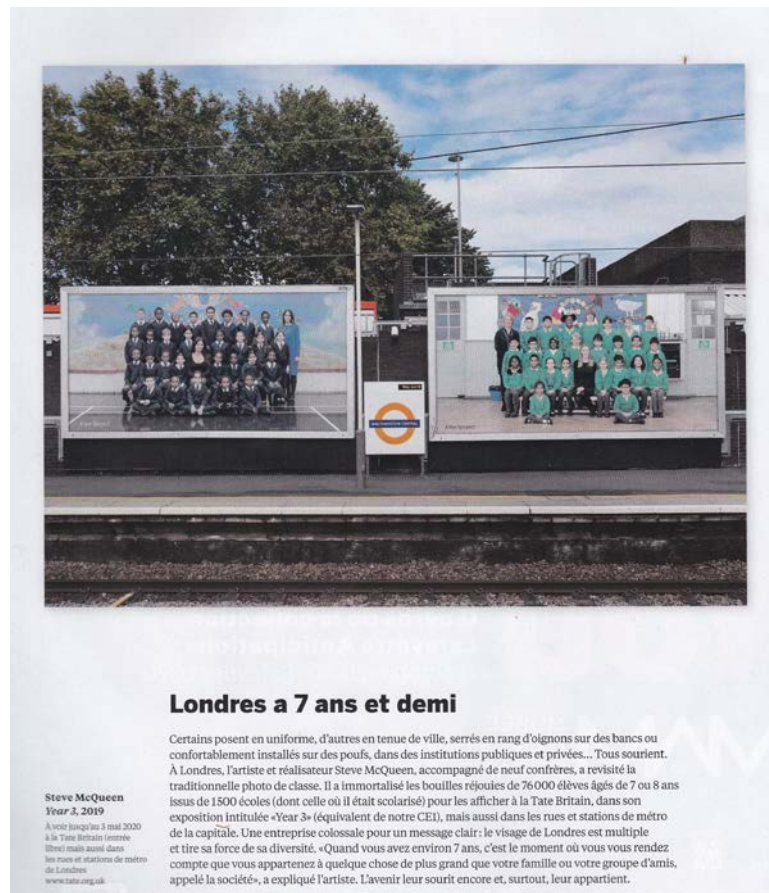 Londres a 7 ans et demi
Certains posent en uniforme, d'autres en tenue de ville, serrés en rang d'oignons sur des bancs ou
confortablement installés sur des poufs, dans des institutions publiques et privées... Tous sourient.
À Londres, l'artiste et réalisateur Steve McQueen, accompagné de neuf confrères, a revisité la
traditionnelle photo de classe. Il a immortalisé les bouilles réjouies de 76 000 élèves âgés de 7 ou 8 ans
issus de 1500 écoles (dont celle où il était scolarisé) pour les afficher à la Tate Britain, dans son
exposition intitulée «Year 3» (équivalent de notre CE1), mais aussi dans les rues et stations de métro
de la capitale. Une entreprise colossale pour un message clair : le visage de Londres est multiple
et tire sa force de sa diversité. «Quand vous avez environ 7 ans, c'est le moment où vous vous rendez
compte que vous appartenez à quelque chose de plus grand que votre famille ou votre groupe d'amis,
appelé la société», a expliqué l'artiste. L'avenir leur sourit encore et, surtout, leur appartient.
Steve McQueen
Year 3, 2019
À voir jusqu'au 3 mai 2020
à la Tate Britain (entrée
libre) mais aussi dans
les rues et stations de métro
de Londres
www.tate.org.uk